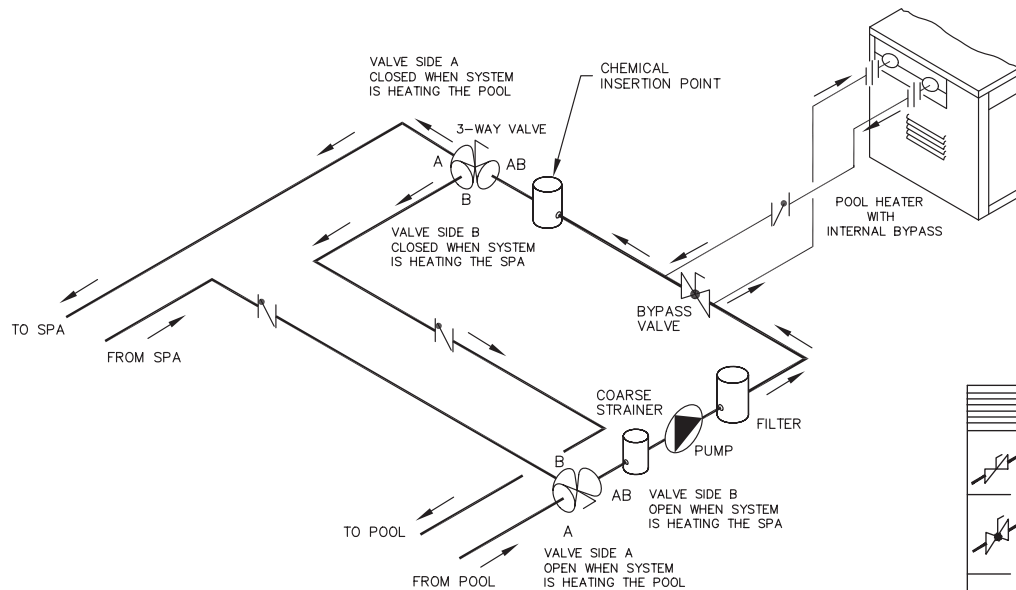 VALVE SIDE A
CLOSED WHEN SYSTEM
IS HEATING THE POOL
CHEMICAL
INSERTION POINT
3-WAY VALVE
A
AB
B
VALVE SIDE B
CLOSED WHEN SYSTEM
IS HEATING THE SPA
POOL HEATER
WITH
INTERNAL BYPASS
BYPASS
VALVE
TO SPA
FROM SPA
COARSE
STRAINER
FILTER
PUMP
B
AB
A
VALVE SIDE B
OPEN WHEN SYSTEM
IS HEATING THE SPA
TO POOL
FROM POOL
VALVE SIDE A
OPEN WHEN SYSTEM
IS HEATING THE POOL